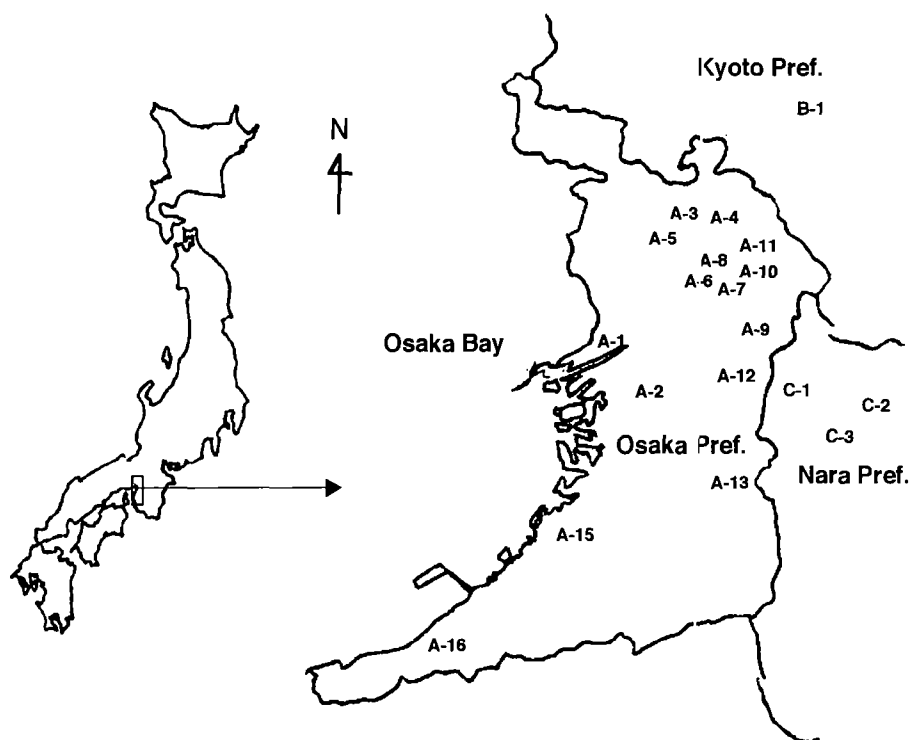 Kyoto Pref.
B-1
N
A-3
A-4
A-5
A-11
A-8
A-10
A-6
A-7
A-9
Osaka Bay
A-1
A-12
A-2
C-1
C-2
C-3
Osaka Pref.
A-13
Nara Pref.
A-15
A-16